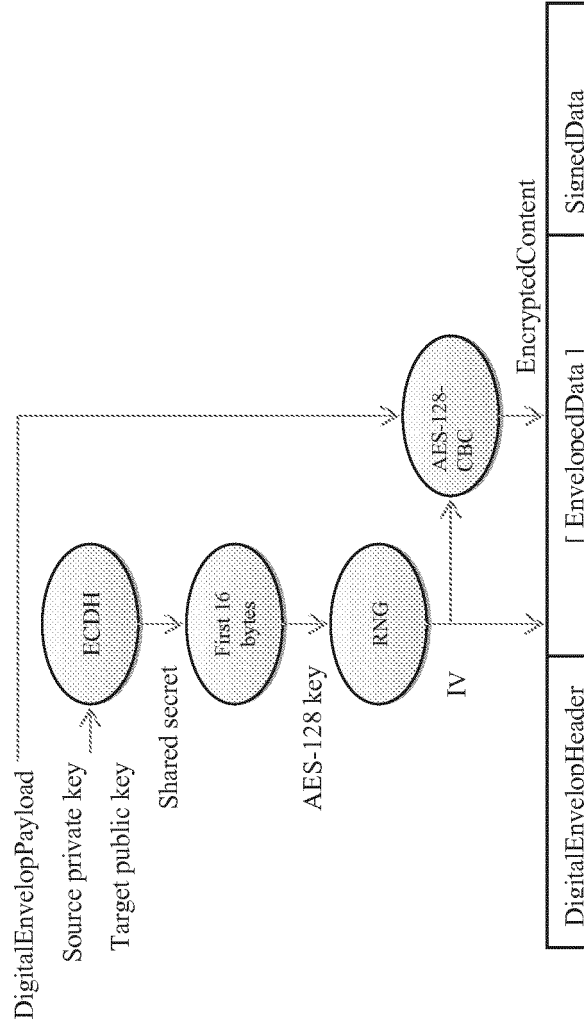 DigitalEnvelopPayload
Source private key
Target public key
ECDH
Shared secret
First 16
bytes
AES-128 key
RNG
IV
AES-128-
CBC
EncryptedContent
DigitalEnvelopHeader
[ EnvelopedData ]
SignedData